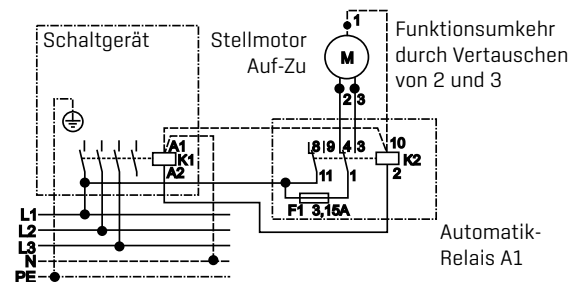 Schaltgerät
Stellmotor
Auf-Zu
1
M
2 3
Funktionsumkehr
durch Vertauschen
von 2 und 3
A1
K1
A2
8 9 4 3
11 1
10
K2
2
F1 3,15A
L1
L2
L3
N
PE
Automatik-
Relais A1